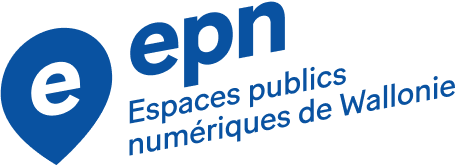 e
epn
Espaces publics
numériques de Wallonie